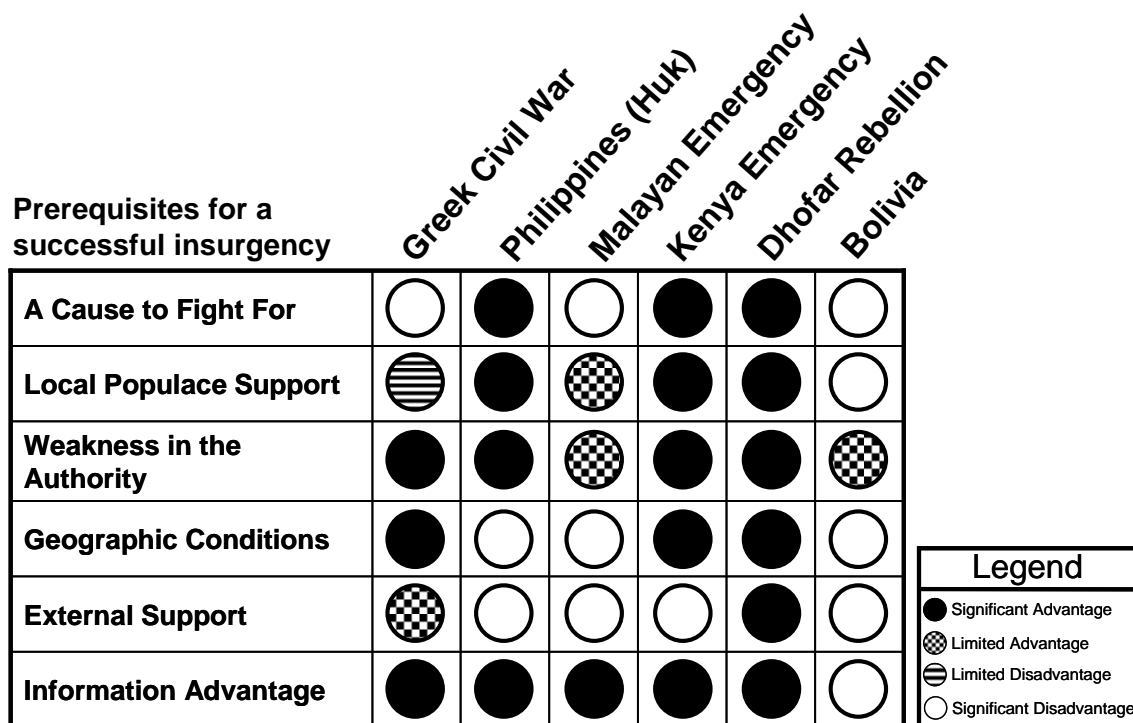 Greek Civil War
Philippines (Huk)
Malayan Emergency
Kenya Emergency
Dhofar Rebellion
Bolivia
Prerequisites for a
successful insurgency
A Cause to Fight For
Local Populace Support
Weakness in the
Authority
Geographic Conditions
External Support
Information Advantage
Legend
Significant Advantage
Limited Advantage
Limited Disadvantage
Significant Disadvantage